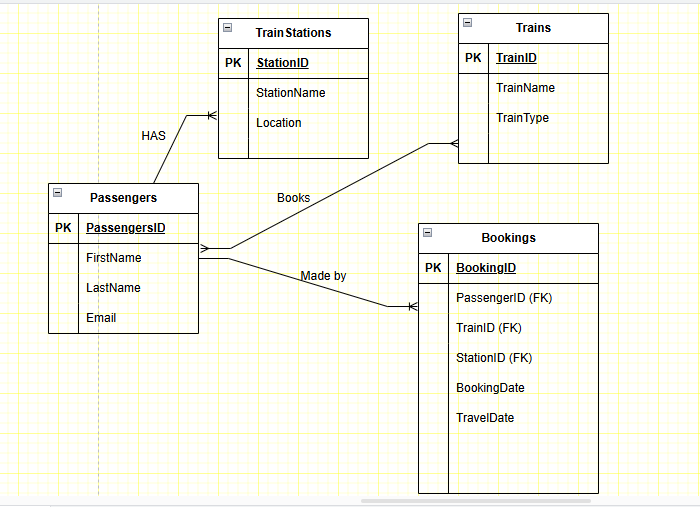 TrainStations
PK StationID
StationName
Location
Trains
PK TrainID
TrainName
TrainType
HAS
Books
Made by
Passengers
PK PassengersID
FirstName
LastName
Email
Bookings
PK BookingID
PassengerID (FK)
TrainID (FK)
StationID (FK)
BookingDate
TravelDate